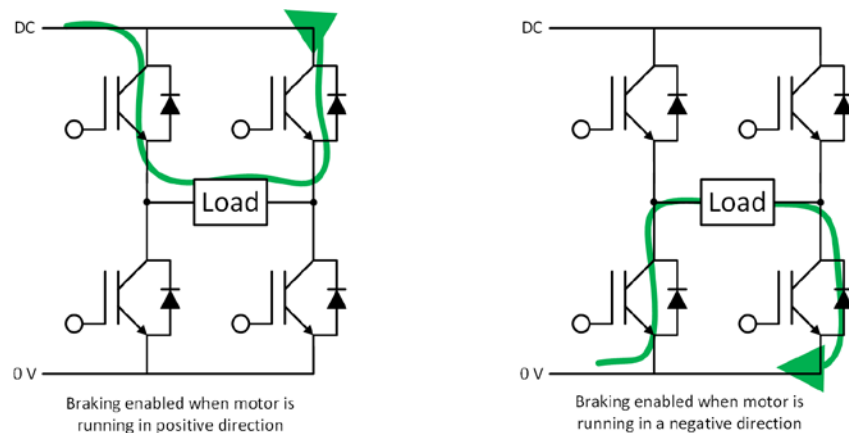 DC
Load
0 V
Braking enabled when motor is
running in positive direction
DC
Load
0 V
Braking enabled when motor is
running in a negative direction